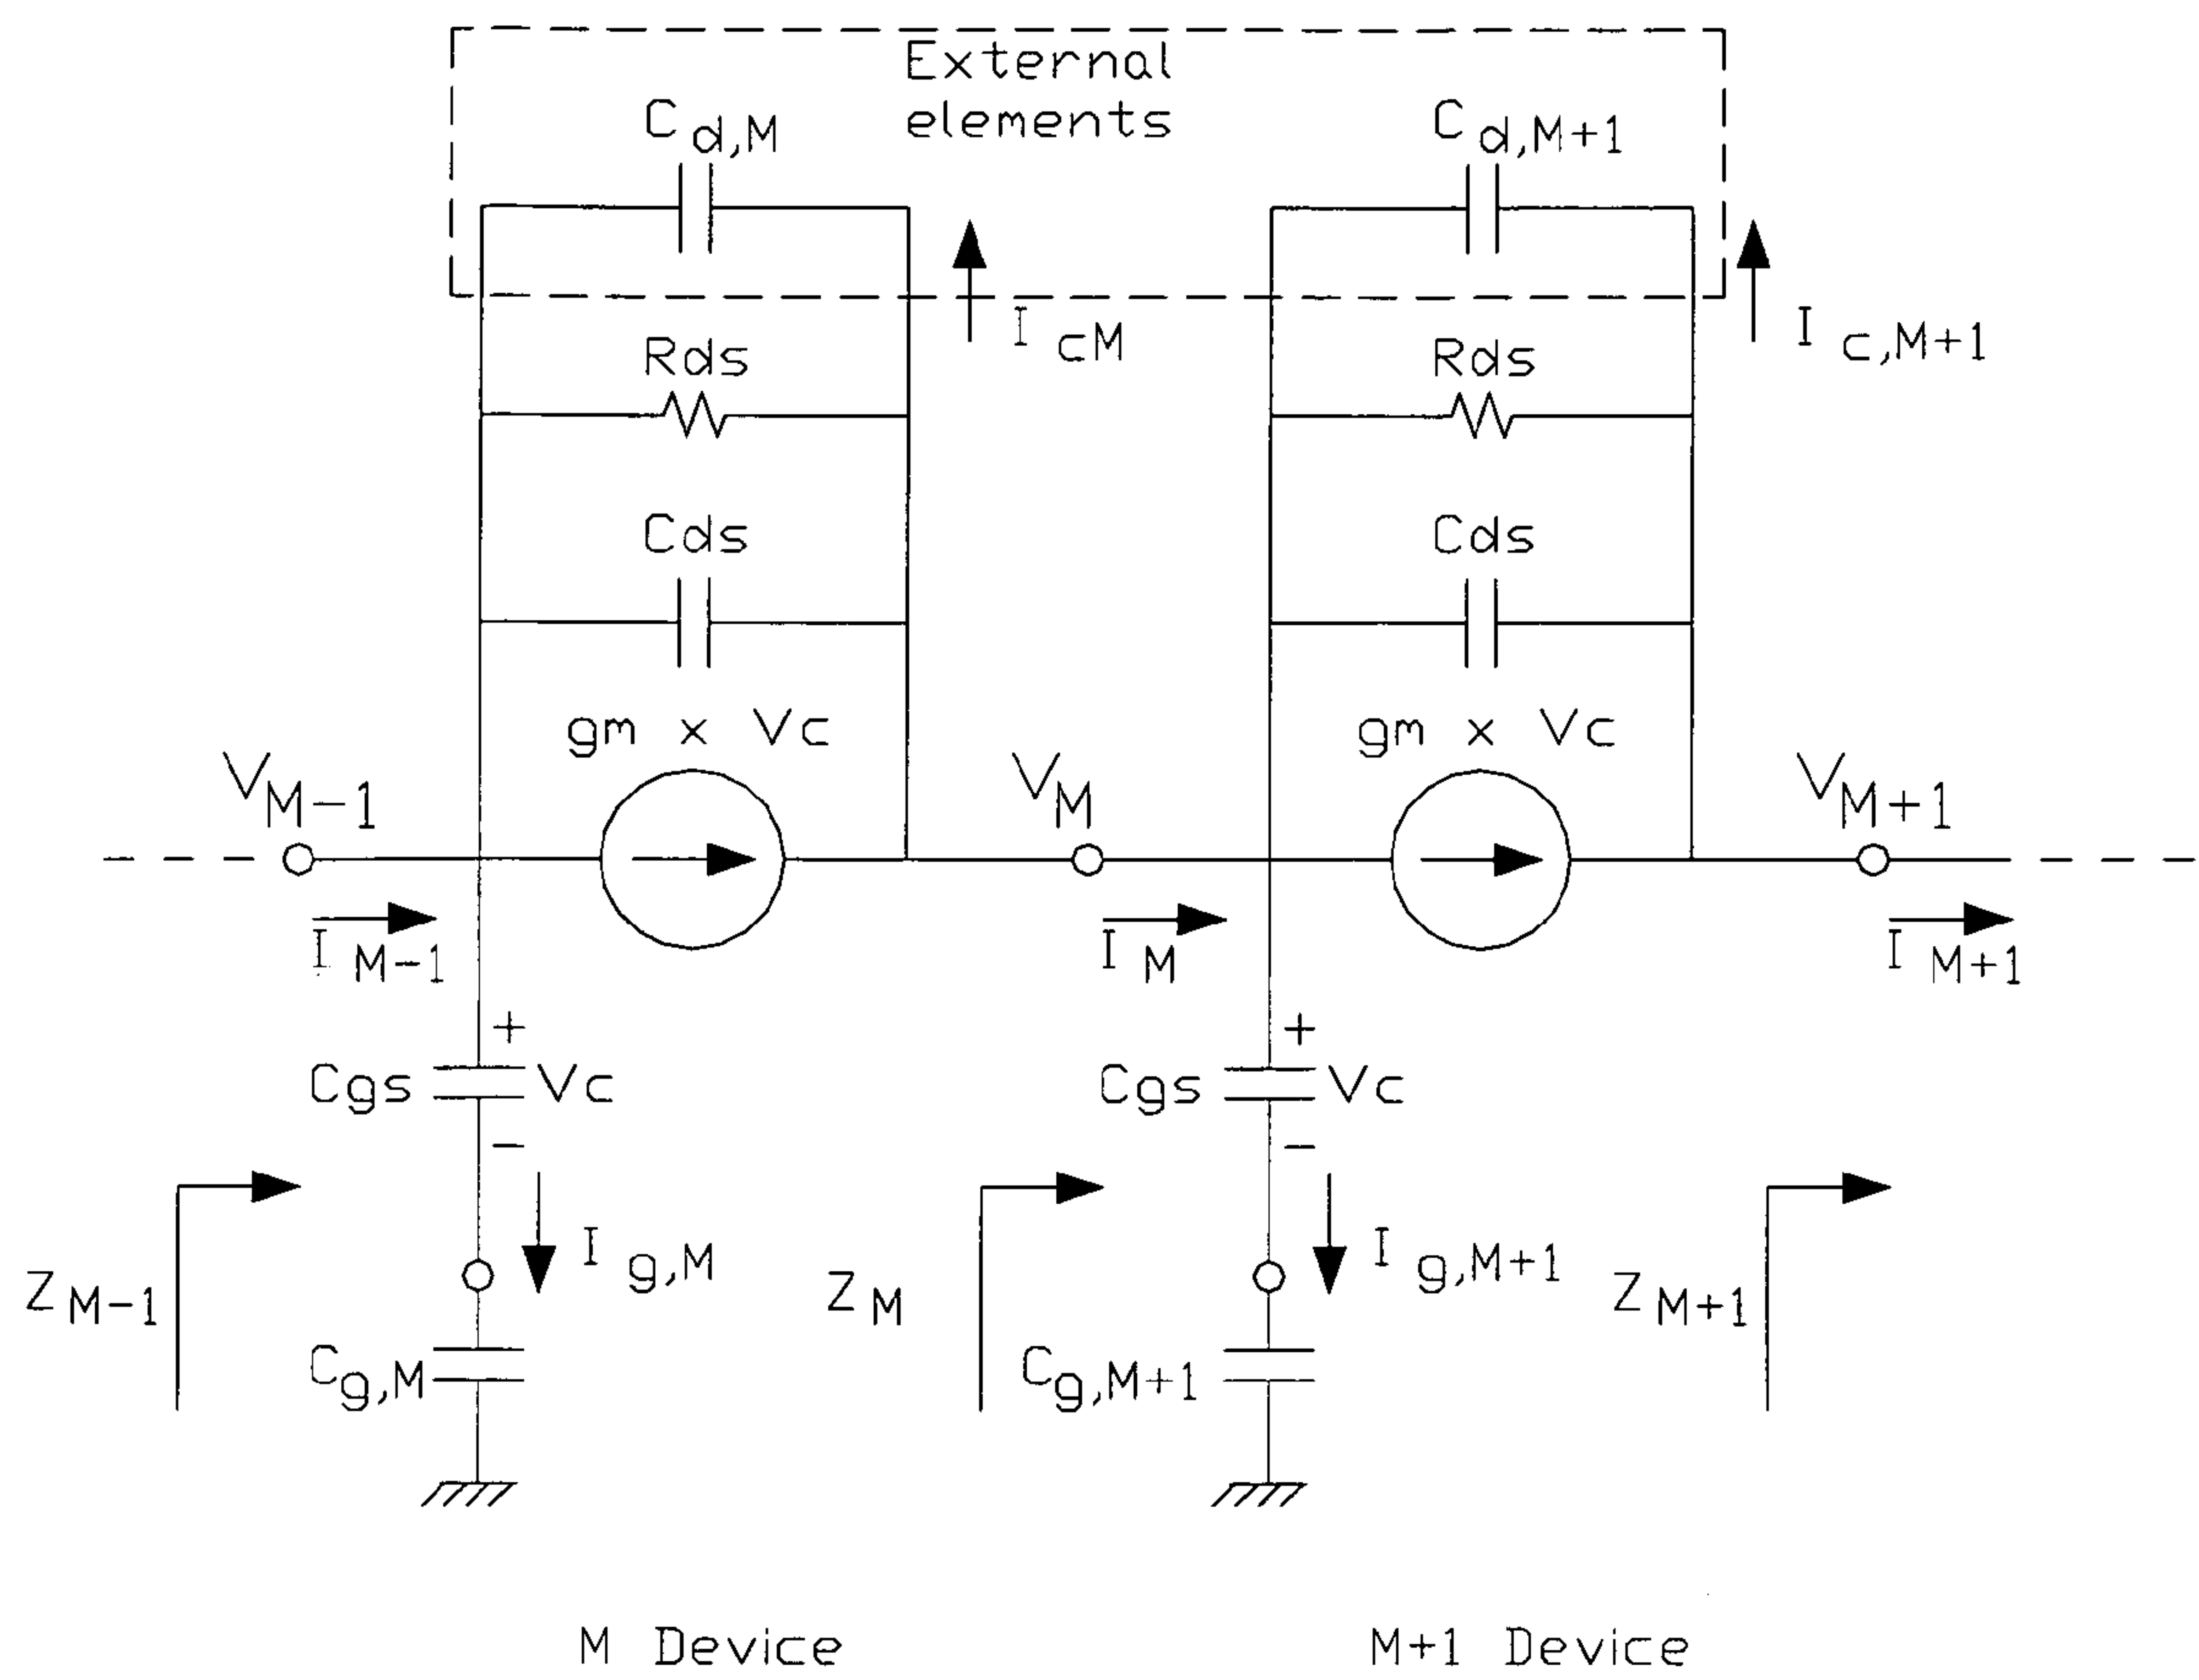 External
elements
C d,M
C d,M+1
I cM
I c,M+1
Rds
Rds
Cds
Cds
gm x Vc
gm x Vc
V M-1
V M
V M+1
I M-1
I M
I M+1
+
+
Cgs
Vc
Cgs
Vc
-
-
I g,M
I g,M+1
Z M-1
Z M
Z M+1
C g,M
C g,M+1
M Device
M+1 Device